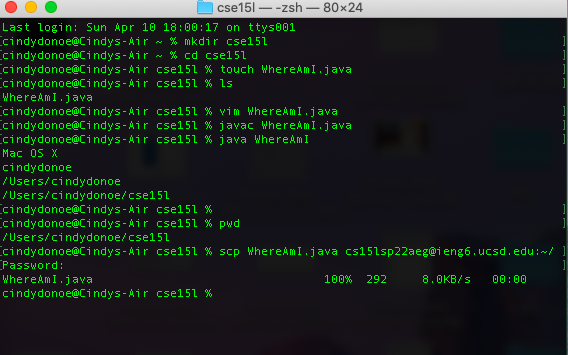 cse15l — -zsh — 80×24
Last login: Sun Apr 10 18:00:17 on ttys001
[cindydonoe@Cindys-Air ~ % mkdir cse15l ]
[cindydonoe@Cindys-Air ~ % cd cse15l ]
[cindydonoe@Cindys-Air cse15l % touch WhereAmI.java ]
[cindydonoe@Cindys-Air cse15l % ls ]
WhereAmI.java
[cindydonoe@Cindys-Air cse15l % vim WhereAmI.java ]
[cindydonoe@Cindys-Air cse15l % javac WhereAmI.java ]
[cindydonoe@Cindys-Air cse15l % java WhereAmI ]
Mac OS X
cindydonoe
/Users/cindydonoe
/Users/cindydonoe/cse15l
[cindydonoe@Cindys-Air cse15l % ]
[cindydonoe@Cindys-Air cse15l % pwd ]
/Users/cindydonoe/cse15l
[cindydonoe@Cindys-Air cse15l % scp WhereAmI.java cs15lsp22aeg@ieng6.ucsd.edu:~/ ]
[Password: ]
WhereAmI.java 100% 292 8.0KB/s 00:00
cindydonoe@Cindys-Air cse15l %